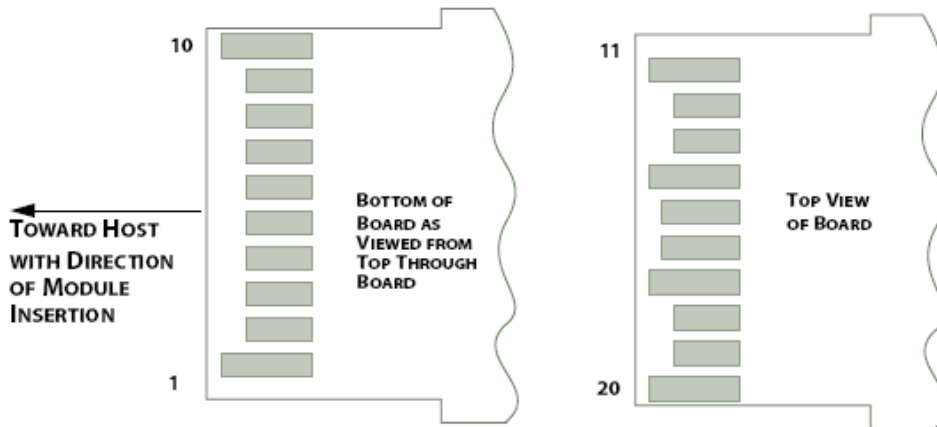 10
1
TOWARD HOST
WITH DIRECTION
OF MODULE
INSERTION
BOTTOM OF
BOARD AS
VIEWED FROM
TOP THROUGH
BOARD
11
20
TOP VIEW
OF BOARD